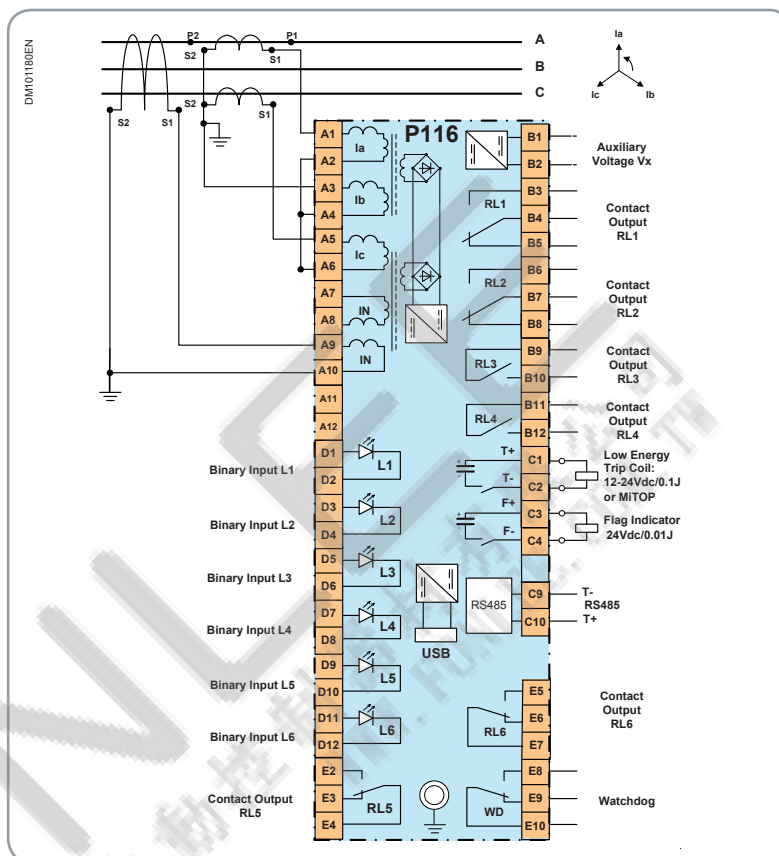 DM101180EN
P2 P1 A
S2 S1
B
C
S2 S1 S2 S1
Ia
Ic Ib
P116
A1 Ia
A2
A3 Ib
A4
A5 Ic
A6
A7 IN
A8
A9 IN
A10
A11
A12
Binary Input L1 D1 L1
D2
Binary Input L2 D3 L2
D4
Binary Input L3 D5 L3
D6
Binary Input L4 D7 L4
D8
Binary Input L5 D9 L5
D10
Binary Input L6 D11 L6
D12
Contact Output
RL5
E2
E3 RL5
E4
B1
B2
Auxiliary
Voltage Vx
B3
RL1 B4
B5
Contact
Output
RL1
B6
RL2 B7
B8
Contact
Output
RL2
B9
RL3 B10
Contact
Output
RL3
B11
RL4 B12
Contact
Output
RL4
T+ C1
T- C2
Low Energy
Trip Coil:
12-24Vdc/0.1J
or MiTOP
F+ C3
F- C4
Flag Indicator
24Vdc/0.01J
USB
RS485
C9 T-
RS485
C10 T+
E5
RL6 E6
E7
Contact
Output
RL6
E8
WD E9
E10
Watchdog